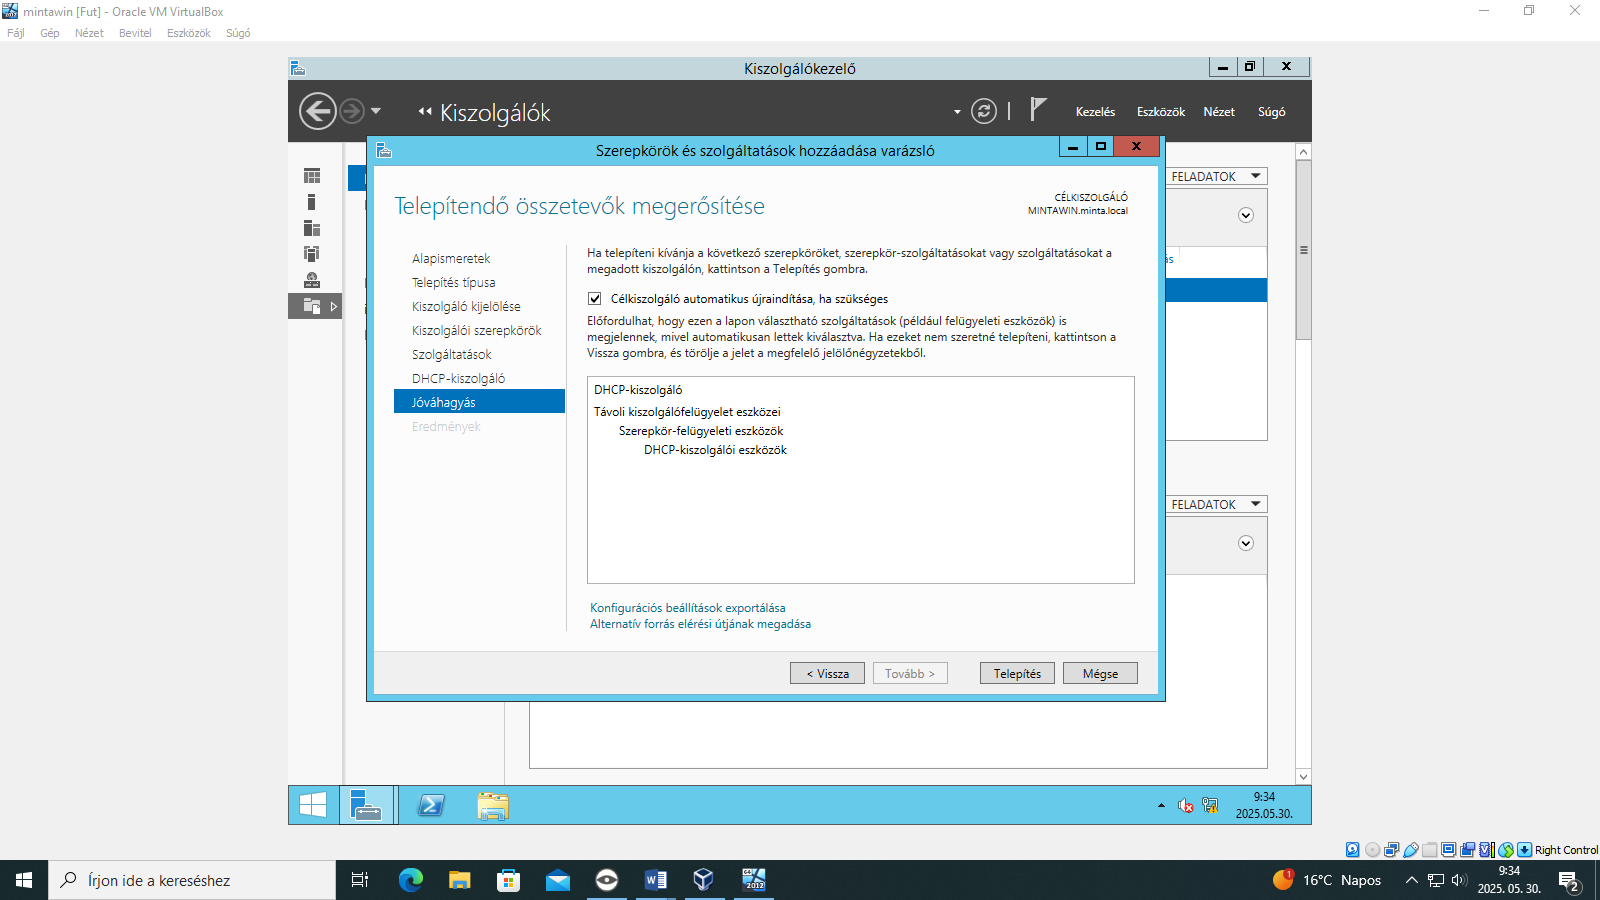 mintawin [Fut] - Oracle VM VirtualBox
Fájl Gép Nézet Bevitel Eszközök Súgó
Kiszolgálókezelő
Kiszolgálók
Kezelés Eszközök Nézet Súgó
Szerepkörök és szolgáltatások hozzáadása varázsló
FELADATOK
Telepítendő összetevők megerősítése
CÉLKISZOLGÁLÓ
MINTAWIN.minta.local
Alapismeretek
Telepítés típusa
Kiszolgáló kijelölése
Kiszolgálói szerepkörök
Szolgáltatások
DHCP-kiszolgáló
Jóváhagyás
Eredmények
Ha telepíteni kívánja a következő szerepköröket, szerepkör-szolgáltatásokat vagy szolgáltatásokat a
megadott kiszolgálón, kattintson a Telepítés gombra.
Célkiszolgáló automatikus újraindítása, ha szükséges
Előfordulhat, hogy ezen a lapon választható szolgáltatások (például felügyeleti eszközök) is
megjelennek, mivel automatikusan lettek kiválasztva. Ha ezeket nem szeretné telepíteni, kattintson a
Vissza gombra, és törölje a jelet a megfelelő jelölőnégyzetekből.
DHCP-kiszolgáló
Távoli kiszolgálófelügyelet eszközei
Szerepkör-felügyeleti eszközök
DHCP-kiszolgálói eszközök
Konfigurációs beállítások exportálása
Alternatív forrás elérési útjának megadása
< Vissza Tovább > Telepítés Mégse
FELADATOK
9:34
2025.05.30.
Right Control
Írjon ide a kereséshez
2012
1
16°C Napos
9:34
2025. 05. 30.
2